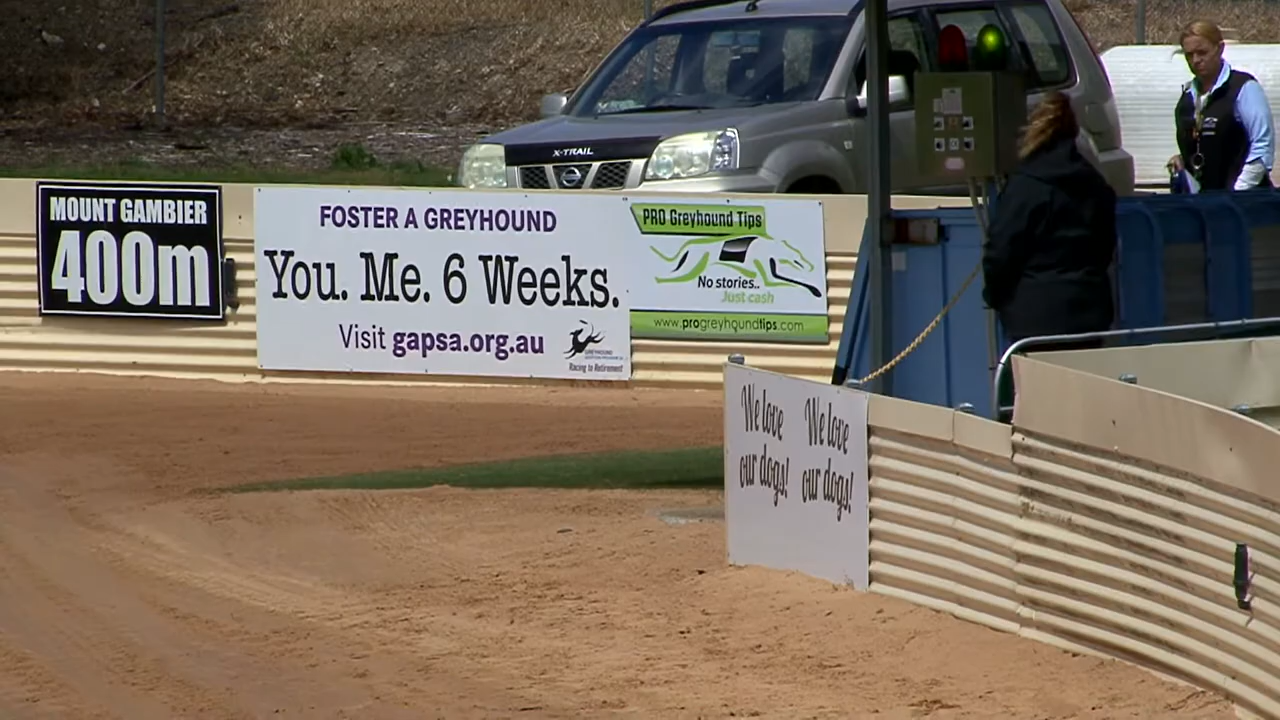 X-TRAIL
MOUNT GAMBIER
400m
FOSTER A GREYHOUND
You. Me. 6 Weeks.
Visit gapsa.org.au
GREYHOUND
Racing to Retirement
PRO Greyhound Tips
No stories..
Just cash
www.progreyhoundtips.com
We love
our dogs!
We love
our dogs!